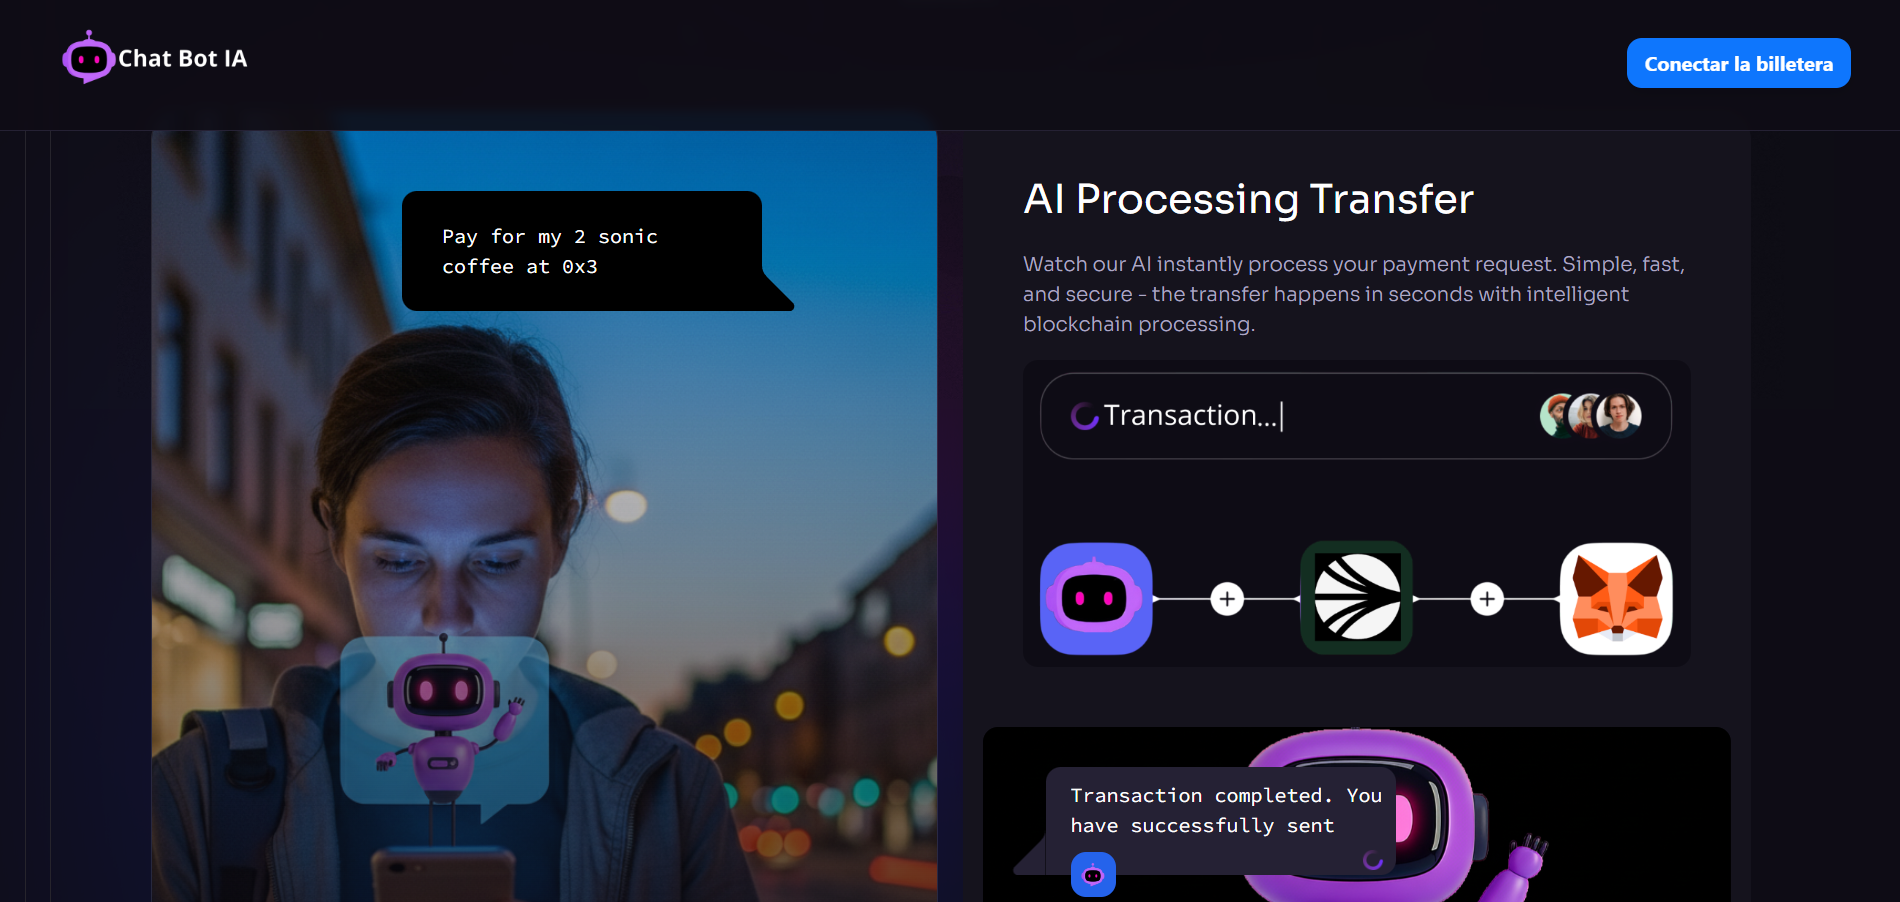 Chat Bot IA
Conectar la billetera
Pay for my 2 sonic
coffee at 0x3
AI Processing Transfer
Watch our AI instantly process your payment request. Simple, fast,
and secure - the transfer happens in seconds with intelligent
blockchain processing.
Transaction...
Transaction completed. You
have successfully sent